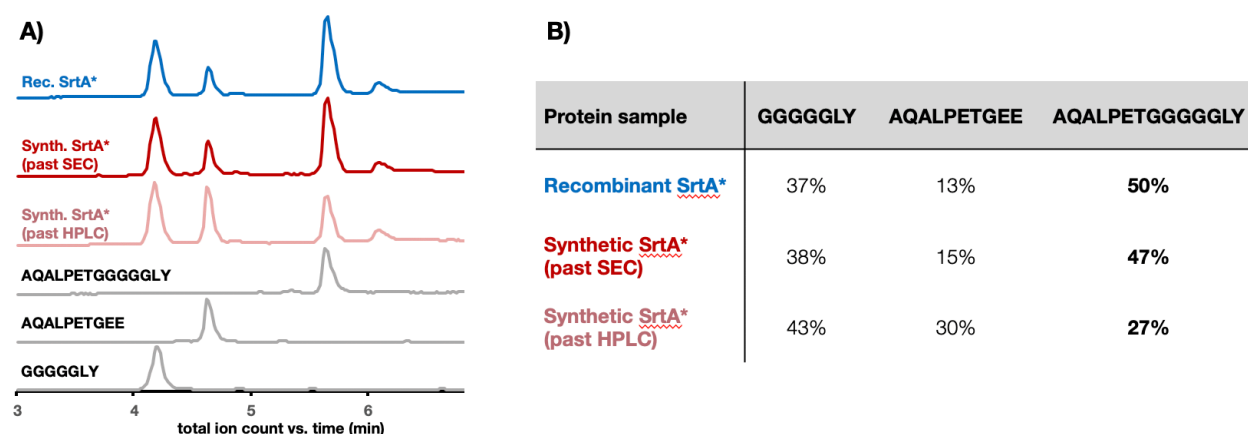 A)
Rec. SrtA*
Synth. SrtA*
(past SEC)
Synth. SrtA*
(past HPLC)
AQALPETGGGGGLY
AQALPETGEE
GGGGGLY
3 4 5 6
total ion count vs. time (min)
B)
Protein sample GGGGGLY AQALPETGEE AQALPETGGGGGLY
Recombinant SrtA* 37% 13% 50%
Synthetic SrtA*
(past SEC) 38% 15% 47%
Synthetic SrtA*
(past HPLC) 43% 30% 27%